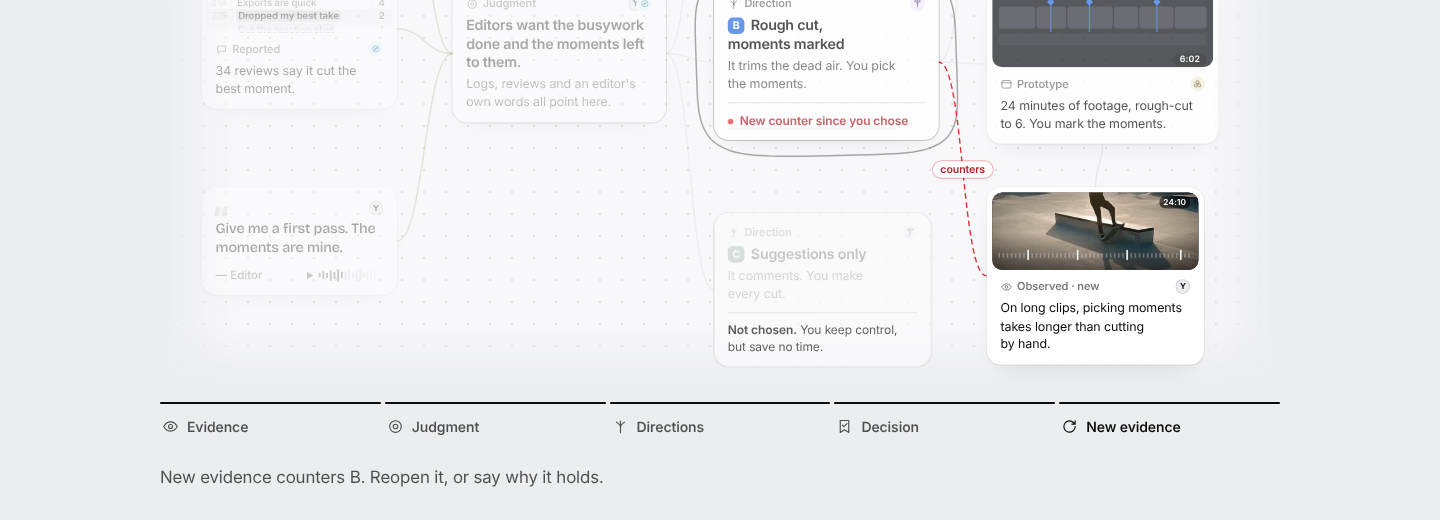 Exports are quick 4
Dropped my best take 2
Reported
34 reviews say it cut the
best moment.
Give me a first pass. The
moments are mine.
— Editor
Y
Judgment
Editors want the busywork
done and the moments left
to them.
Logs, reviews and an editor's
own words all point here.
Direction
B Rough cut,
moments marked
It trims the dead air. You pick
the moments.
New counter since you chose
counters
Direction
C Suggestions only
It comments. You make
every cut.
Not chosen. You keep control,
but save no time.
6:02
Prototype
24 minutes of footage, rough-cut
to 6. You mark the moments.
24:10
Observed · new
Y
On long clips, picking moments
takes longer than cutting
by hand.
Evidence
Judgment
Directions
Decision
New evidence
New evidence counters B. Reopen it, or say why it holds.